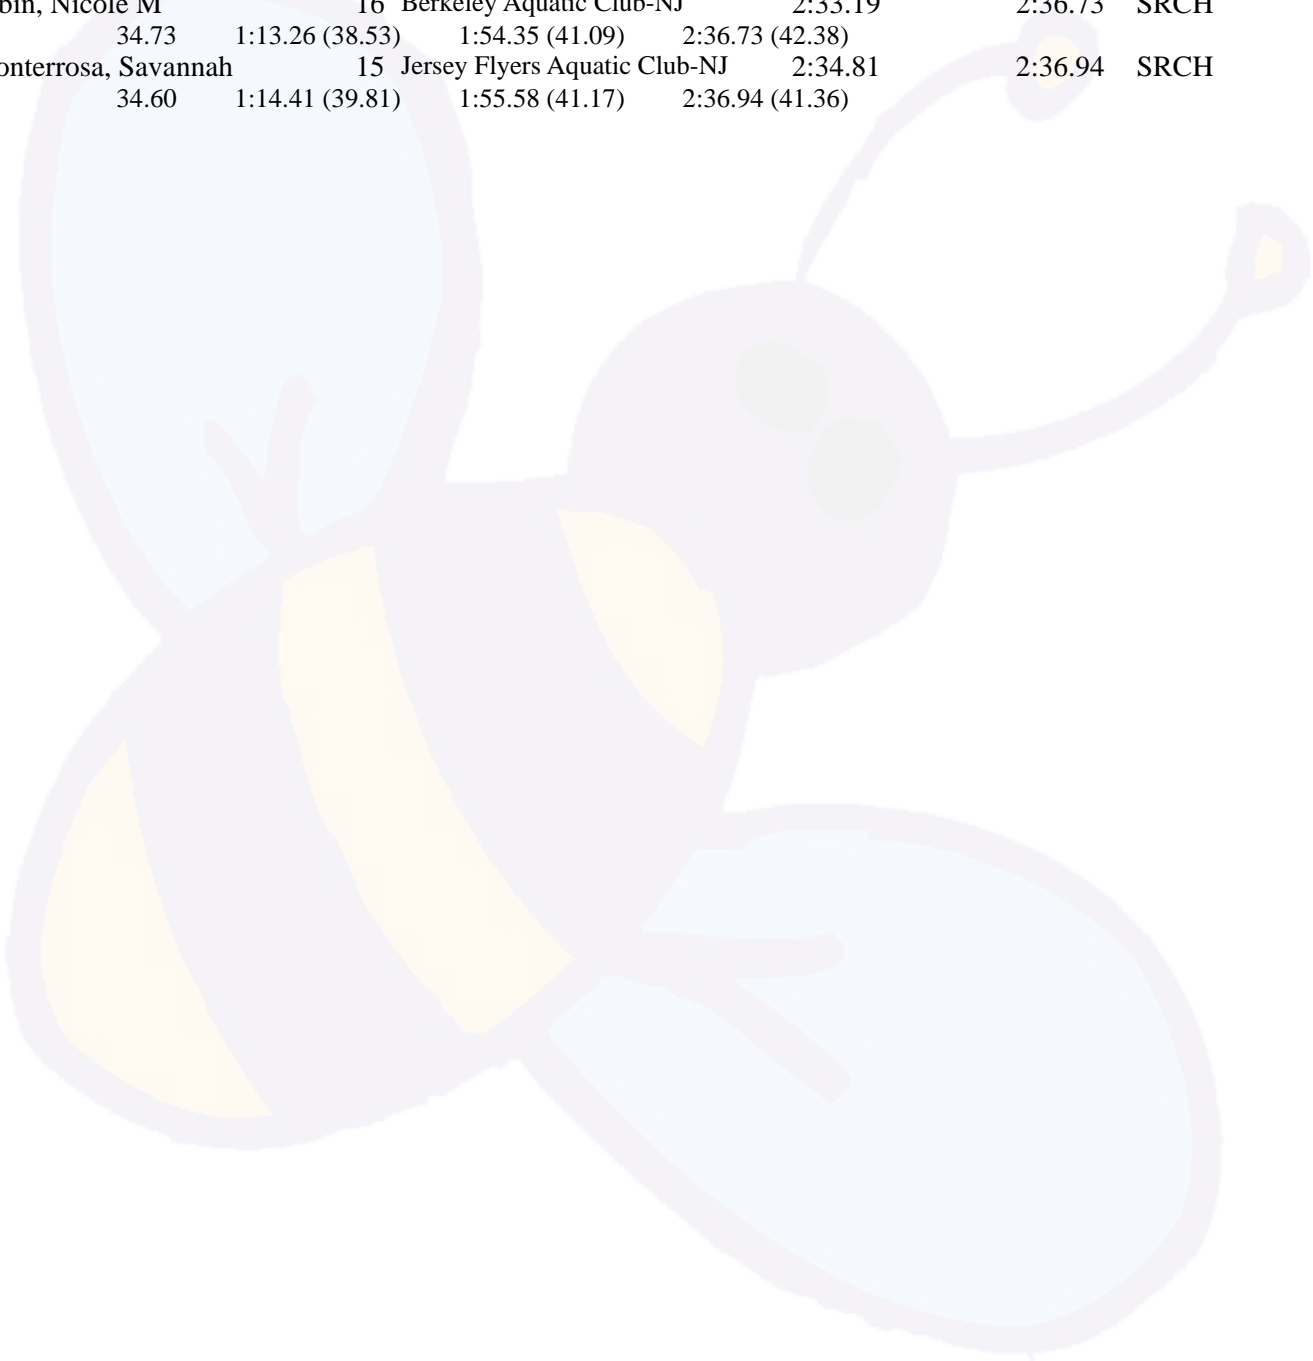 bin, Nicole M 16 Berkeley Aquatic Club-NJ 2:33.19 2:36.73 SRCH
34.73 1:13.26 (38.53) 1:54.35 (41.09) 2:36.73 (42.38)
onterrosa, Savannah 15 Jersey Flyers Aquatic Club-NJ 2:34.81 2:36.94 SRCH
34.60 1:14.41 (39.81) 1:55.58 (41.17) 2:36.94 (41.36)